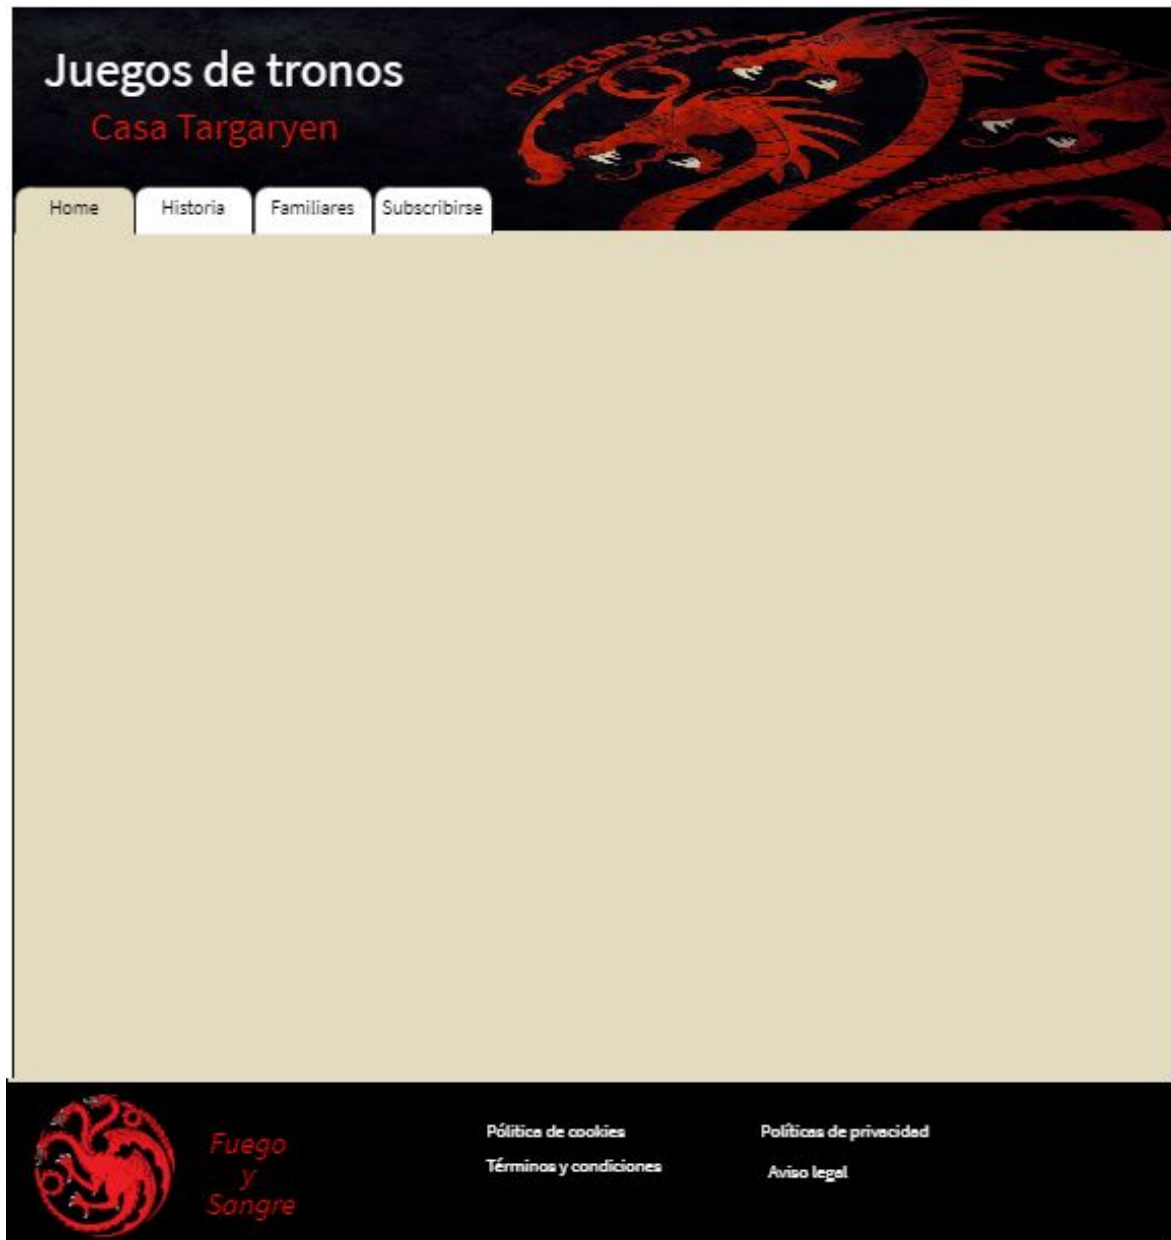 Juegos de tronos
Casa Targaryen
Targaryen
Home
Historia
Familiares
Subscribirse
Fuego
y
Sangre
Pólitica de cookies
Políticas de privacidad
Términos y condiciones
Aviso legal